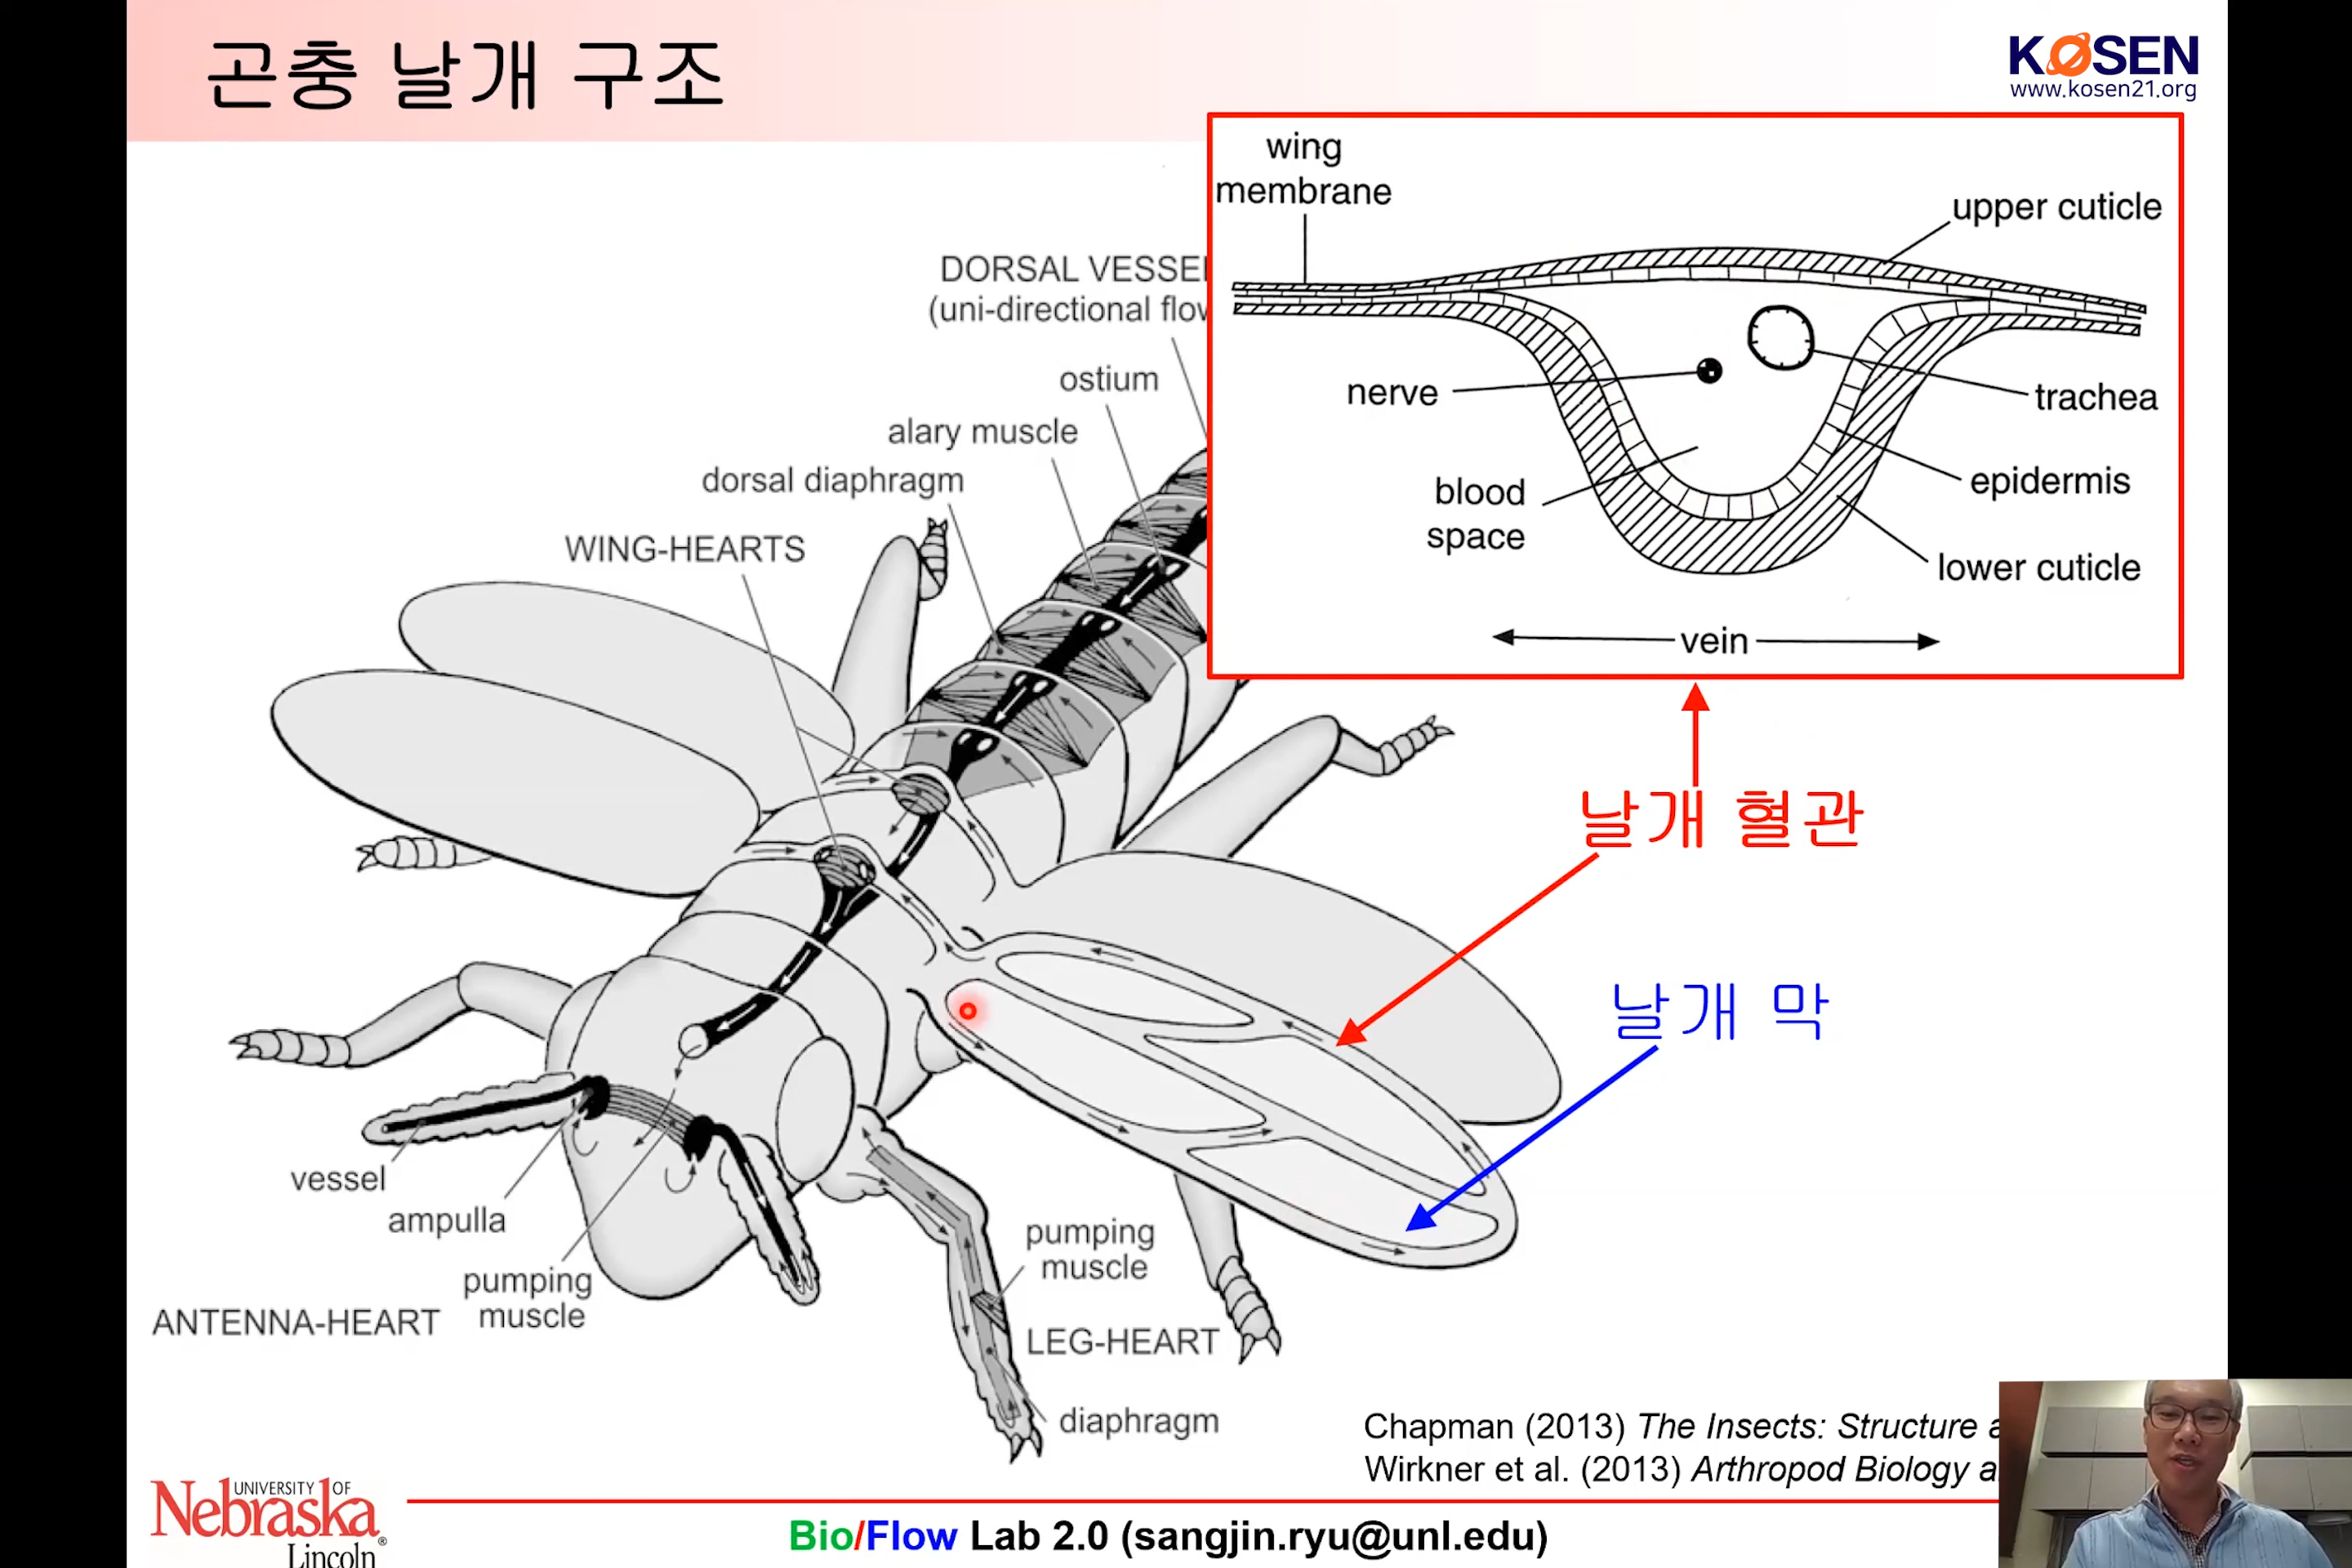 곤충 날개 구조
KOSEN
www.kosen21.org
wing
membrane
upper cuticle
nerve
trachea
blood
space
epidermis
lower cuticle
vein
DORSAL VESSEL
(uni-directional flow
ostium
alary muscle
dorsal diaphragm
WING-HEARTS
날개 혈관
날개 막
vessel
ampulla
pumping
muscle
ANTENNA-HEART
pumping
muscle
LEG-HEART
diaphragm
Chapman (2013) The Insects: Structure
Wirkner et al. (2013) Arthropod Biology
UNIVERSITY OF
Nebraska®
Lincoln
Bio/Flow Lab 2.0 (sangjin.ryu@unl.edu)